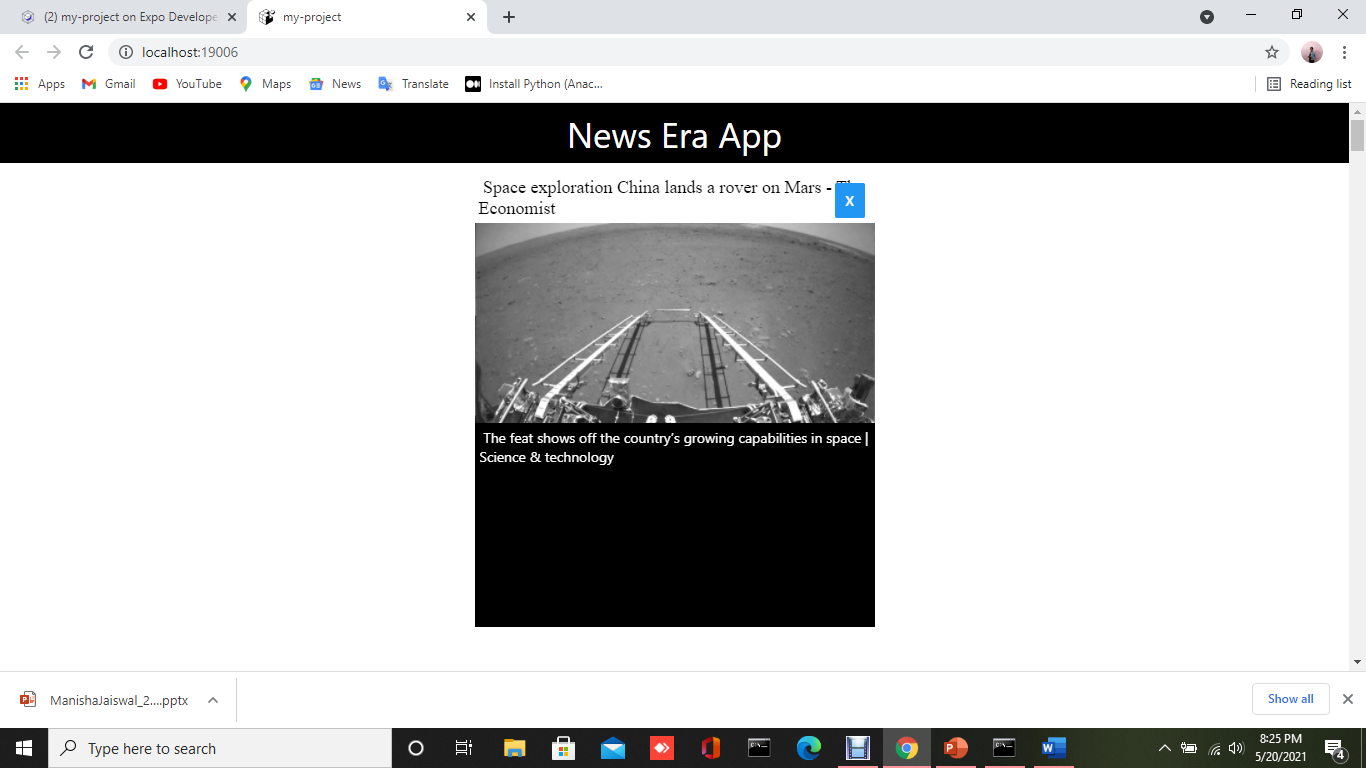 (2) my-project on Expo Develope
my-project
localhost:19006
Apps
Gmail
YouTube
Maps
News
Translate
Install Python (Anac...
Reading list
News Era App
Space exploration China lands a rover on Mars -
Economist
X
The feat shows off the country’s growing capabilities in space |
Science & technology
ManishaJaiswal_2....pptx
Show all
Type here to search
8:25 PM
5/20/2021
4